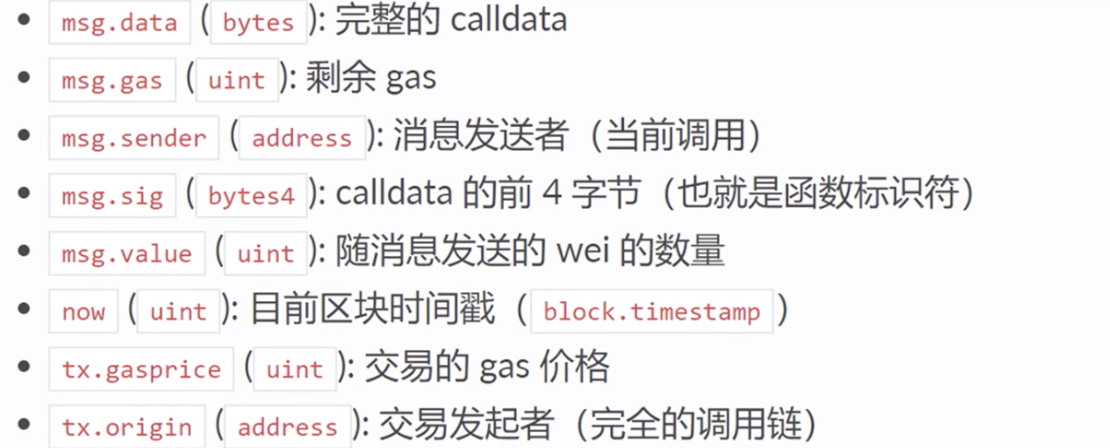 • msg.data (bytes): 完整的 calldata
• msg.gas (uint): 剩余 gas
• msg.sender (address): 消息发送者（当前调用）
• msg.sig (bytes4): calldata 的前 4 字节（也就是函数标识符）
• msg.value (uint): 随消息发送的 wei 的数量
• now (uint): 目前区块时间戳（block.timestamp）
• tx.gasprice (uint): 交易的 gas 价格
• tx.origin (address): 交易发起者（完全的调用链）